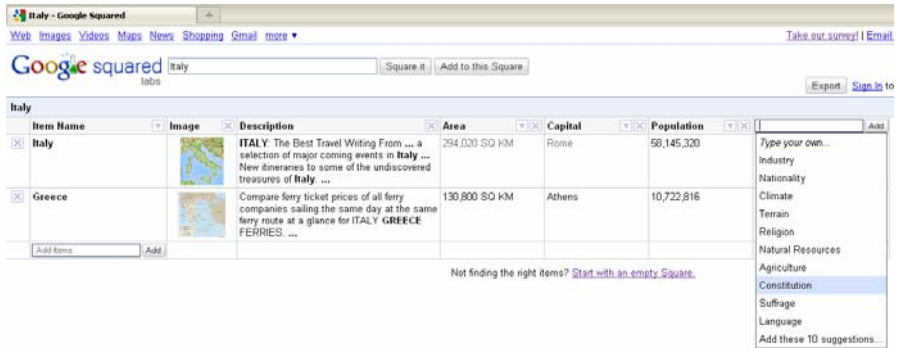 Italy - Google Squared
Web Images Videos Maps News Shopping Gmail more ▼ Take our survey! | Email
Google squared labs Italy Square it Add to this Square
Export Sign In to
Italy
Item Name Image Description Area Capital Population Add
Italy ITALY: The Best Travel Writing From ... a 294,020 SQ KM Rome 58,145,320
selection of major coming events in Italy ...
New itineraries to some of the undiscovered
treasures of Italy. ...
Greece Compare ferry ticket prices of all ferry 130,800 SQ KM Athens 10,722,816
companies sailing the same day at the same
ferry route at a glance for ITALY GREECE
FERRIES. ...
Add items Add
Not finding the right items? Start with an empty Square.
Type your own...
Industry
Nationality
Climate
Terrain
Religion
Natural Resources
Agriculture
Constitution
Suffrage
Language
Add these 10 suggestions...